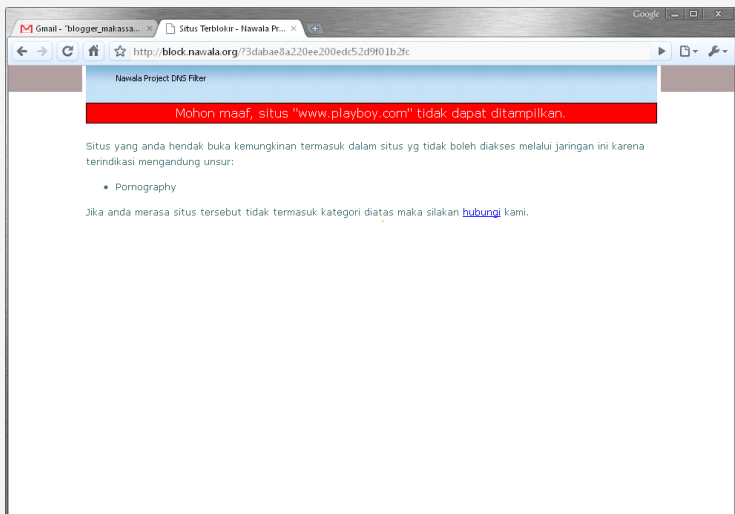 Google
Gmail - "blogger_makassa...
Situs Terblokir - Nawala Pr...
http://block.nawala.org/?3dabae8a220ee200edc52d9f01b2fc
Nawala Project DNS Filter
Mohon maaf, situs "www.playboy.com" tidak dapat ditampilkan.
Situs yang anda hendak buka kemungkinan termasuk dalam situs yg tidak boleh diakses melalui jaringan ini karena
terindikasi mengandung unsur:
• Pornography
Jika anda merasa situs tersebut tidak termasuk kategori diatas maka silakan hubungi kami.